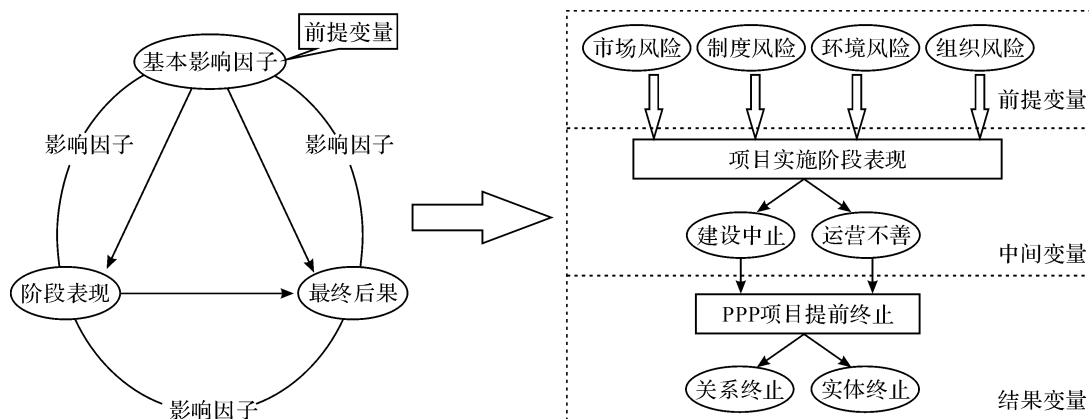 前提变量
基本影响因子
影响因子
影响因子
阶段表现
最终后果
影响因子
市场风险
制度风险
环境风险
组织风险
前提变量
项目实施阶段表现
建设中止
运营不善
中间变量
PPP项目提前终止
关系终止
实体终止
结果变量